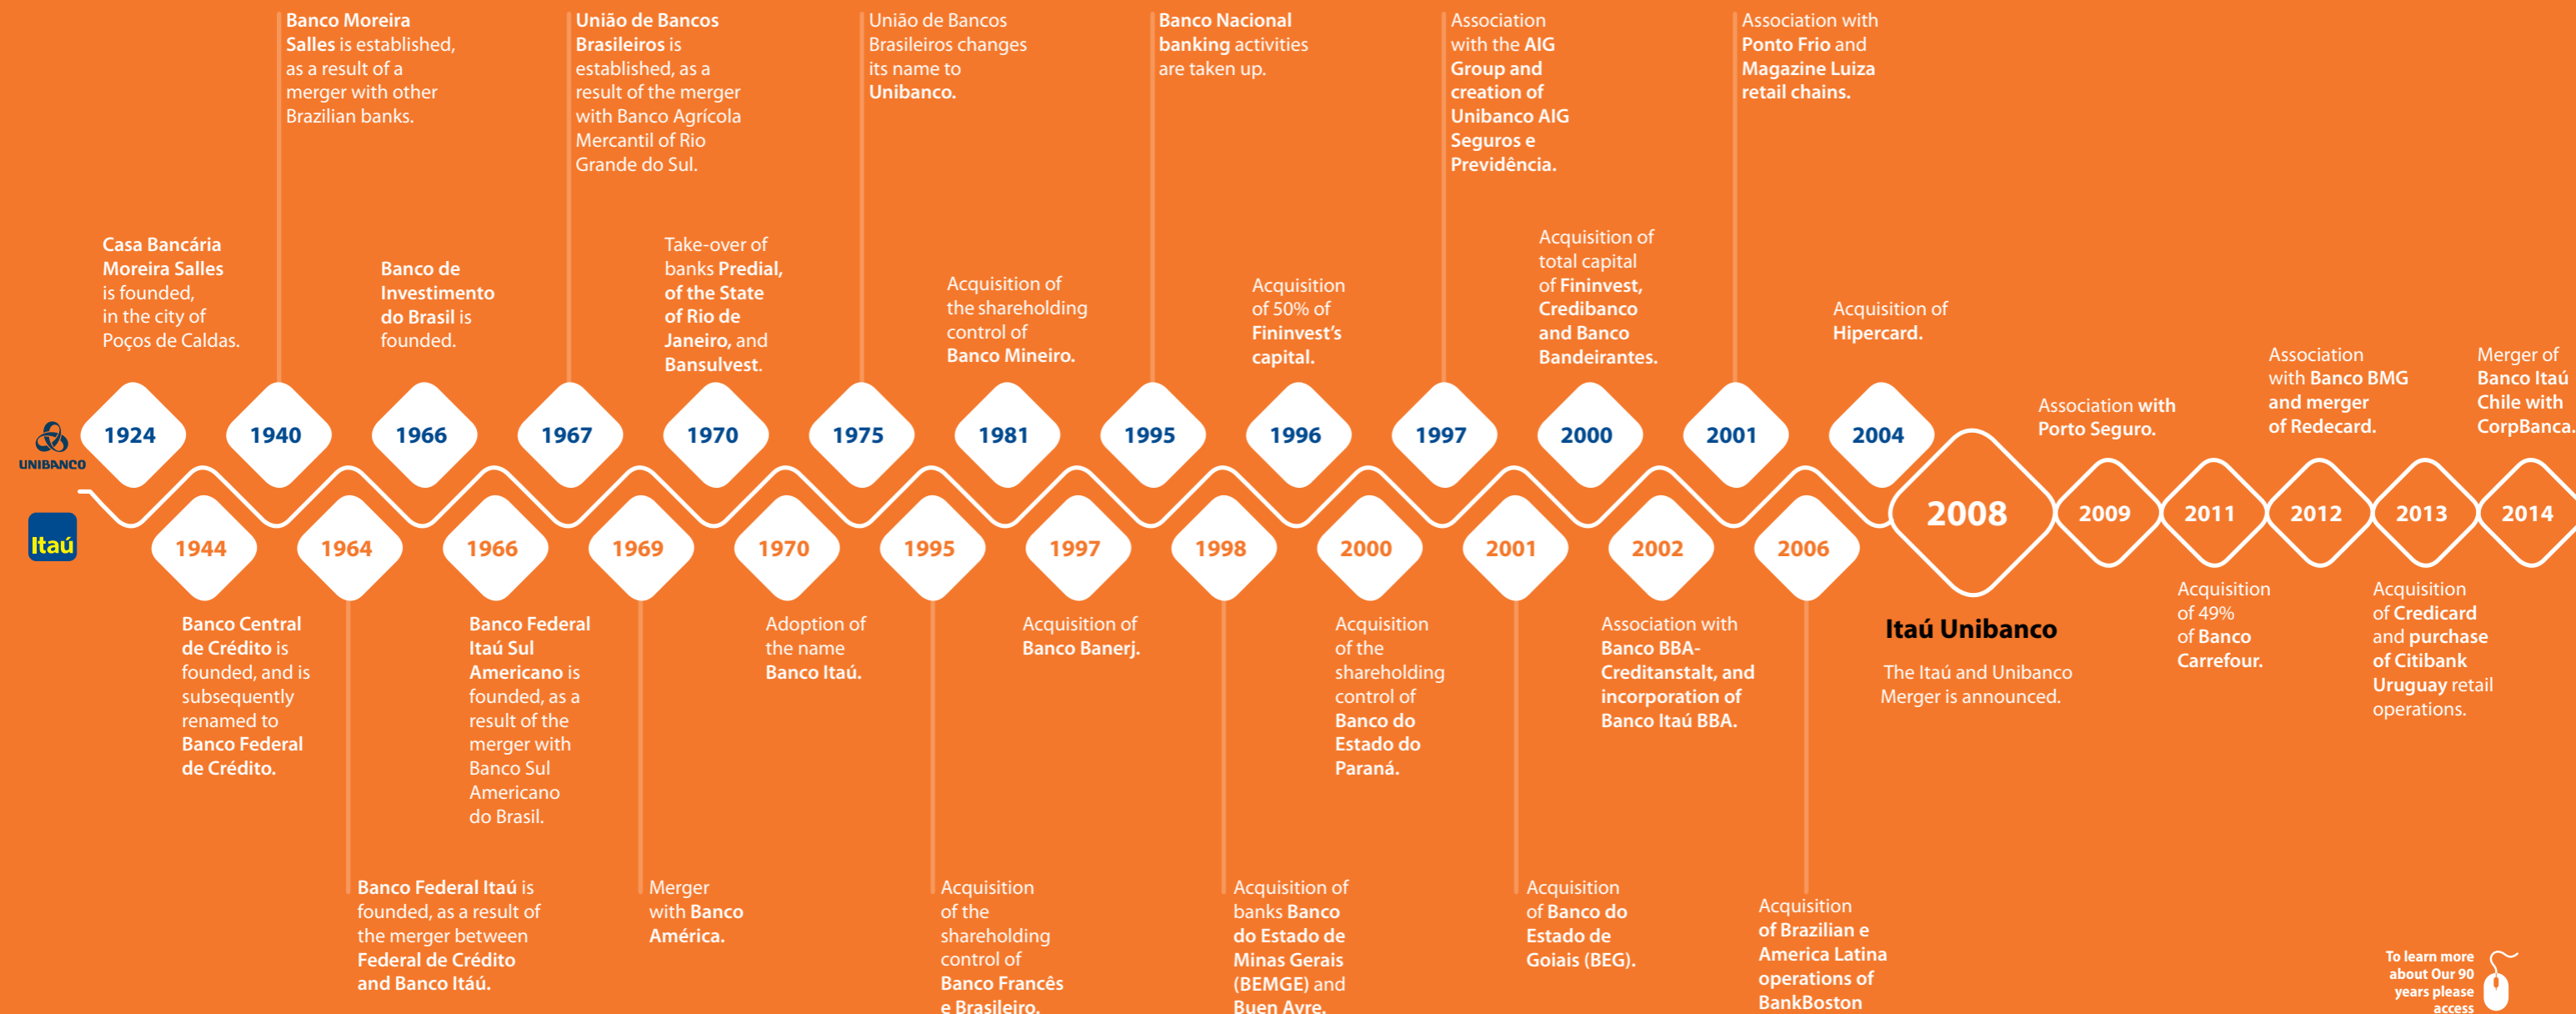 Banco Moreira
Salles is established,
as a result of a
merger with other
Brazilian banks.
União de Bancos
Brasileiros is
established, as a
result of the merger
with Banco Agrícola
Mercantil of Rio
Grande do Sul.
União de Bancos
Brasileiros changes
its name to
Unibanco.
Banco Nacional
banking activities
are taken up.
Association
with the AIG
Group and
creation of
Unibanco AIG
Seguros e
Previdência.
Association with
Ponto Frio and
Magazine Luiza
retail chains.
Casa Bancária
Moreira Salles
is founded,
in the city of
Poços de Caldas.
Banco de
Investimento
do Brasil is
founded.
Take-over of
banks Predial,
of the State
of Rio de
Janeiro, and
Bansulvest.
Acquisition of
the shareholding
control of
Banco Mineiro.
Acquisition
of 50% of
Fininvest’s
capital.
Acquisition of
total capital
of Fininvest,
Credibanco
and Banco
Bandeirantes.
Acquisition of
Hipercard.
Association with
Porto Seguro.
Association
with Banco BMG
and merger
of Redecard.
Merger of
Banco Itaú
Chile with
CorpBanca.
UNIBANCO
1924
1940
1966
1967
1970
1975
1981
1995
1996
1997
2000
2001
2004
2008
2009
2011
2012
2013
2014
Itaú
1944
1964
1966
1969
1970
1995
1997
1998
2000
2001
2002
2006
Banco Central
de Crédito is
founded, and is
subsequently
renamed to
Banco Federal
de Crédito.
Banco Federal
Itaú Sul
Americano is
founded, as a
result of the
merger with
Banco Sul
Americano
do Brasil.
Adoption of
the name
Banco Itaú.
Acquisition of
Banco Banerj.
Acquisition
of the
shareholding
control of
Banco do
Estado do
Paraná.
Association with
Banco BBA-
Creditanstalt, and
incorporation of
Banco Itaú BBA.
Itaú Unibanco
The Itaú and Unibanco
Merger is announced.
Acquisition
of 49%
of Banco
Carrefour.
Acquisition
of Credicard
and purchase
of Citibank
Uruguay retail
operations.
Banco Federal Itaú is
founded, as a result of
the merger between
Federal de Crédito
and Banco Itáú.
Merger
with Banco
América.
Acquisition
of the
shareholding
control of
Banco Francês
e Brasileiro.
Acquisition of
banks Banco
do Estado de
Minas Gerais
(BEMGE) and
Buen Ayre.
Acquisition
of Banco do
Estado de
Goiais (BEG).
Acquisition
of Brazilian e
America Latina
operations of
BankBoston
To learn more
about Our 90
years please
access